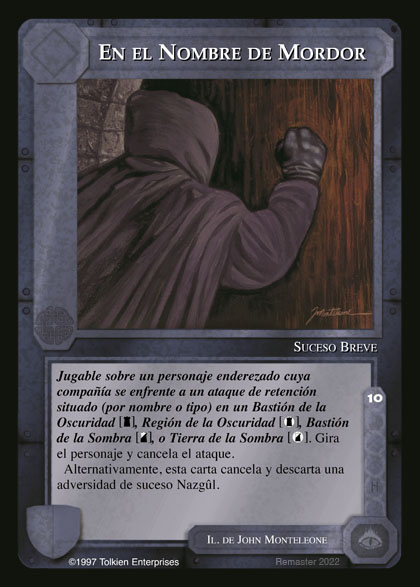 En el Nombre de Mordor
Monteleone
Suceso Breve
Jugable sobre un personaje enderezado cuya
compañía se enfrente a un ataque de retención
situado (por nombre o tipo) en un Bastión de la
Oscuridad [], Región de la Oscuridad [], Bastión
de la Sombra [], o Tierra de la Sombra []. Gira
el personaje y cancela el ataque.
Alternativamente, esta carta cancela y descarta una
adversidad de suceso Nazgûl.
10
H
Il. de John Monteleone
©1997 Tolkien Enterprises
Remaster 2022